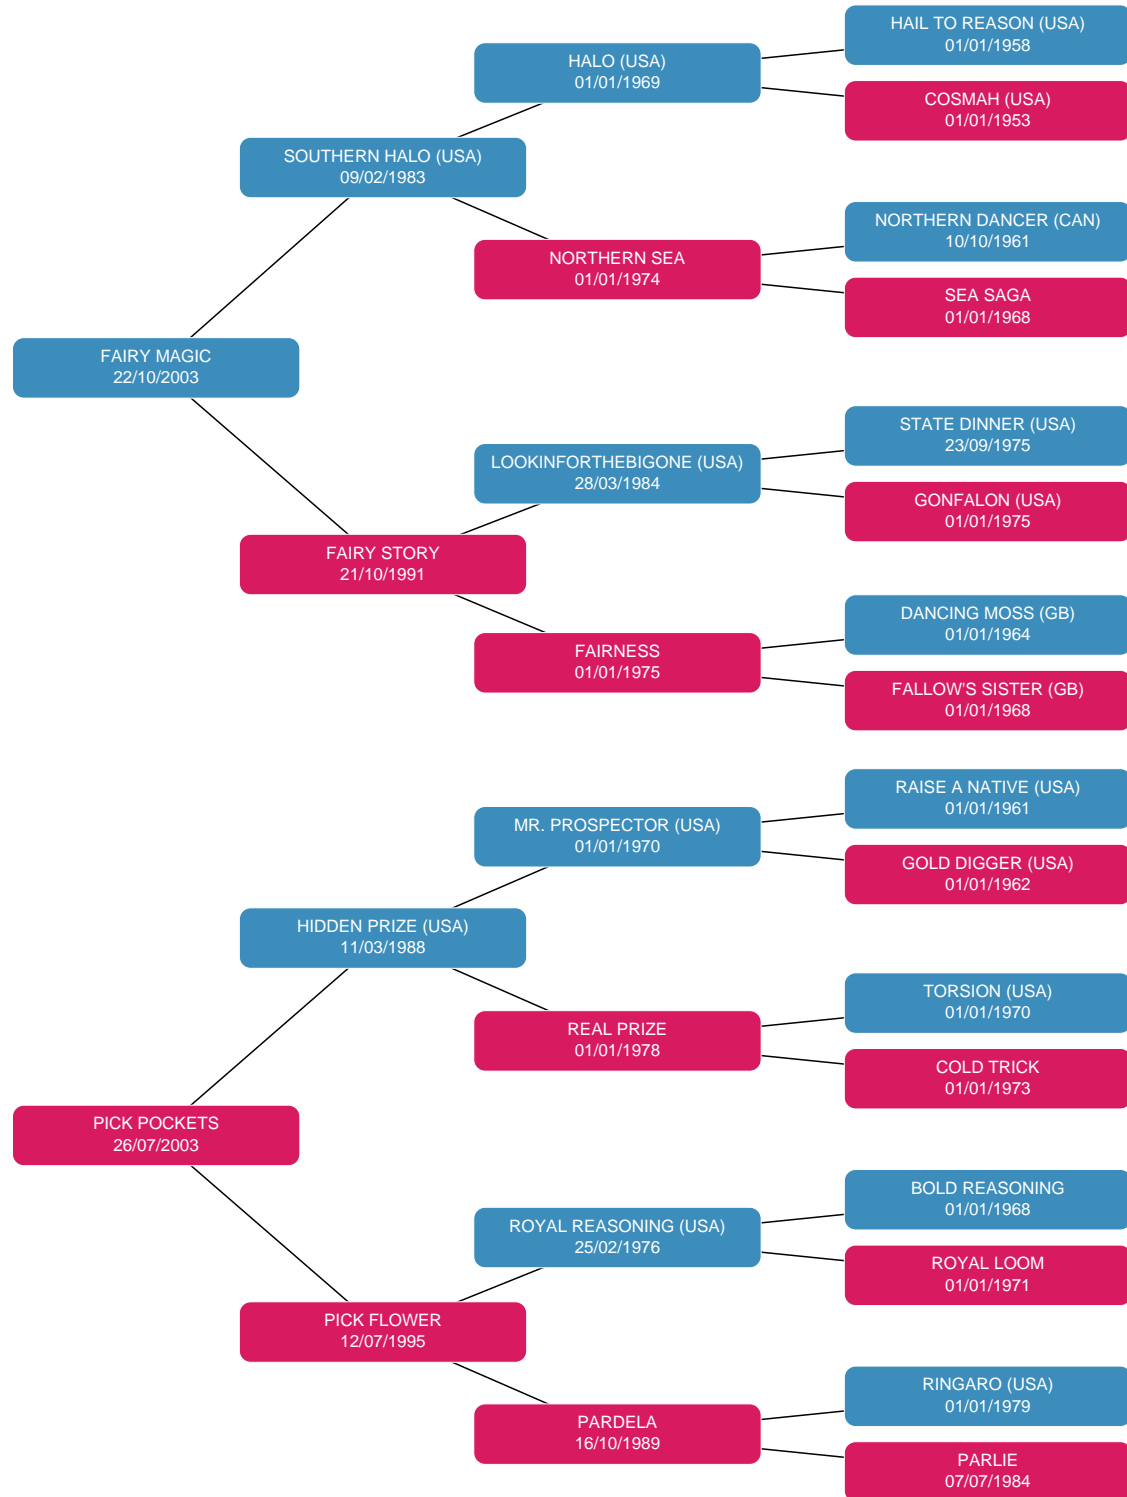 HAIL TO REASON (USA)
01/01/1958
HALO (USA)
01/01/1969
COSMAH (USA)
01/01/1953
SOUTHERN HALO (USA)
09/02/1983
NORTHERN DANCER (CAN)
10/10/1961
NORTHERN SEA
01/01/1974
SEA SAGA
01/01/1968
FAIRY MAGIC
22/10/2003
STATE DINNER (USA)
23/09/1975
LOOKINFORTHEBIGONE (USA)
28/03/1984
GONFALON (USA)
01/01/1975
FAIRY STORY
21/10/1991
DANCING MOSS (GB)
01/01/1964
FAIRNESS
01/01/1975
FALLOW'S SISTER (GB)
01/01/1968
RAISE A NATIVE (USA)
01/01/1961
MR. PROSPECTOR (USA)
01/01/1970
GOLD DIGGER (USA)
01/01/1962
HIDDEN PRIZE (USA)
11/03/1988
TORSION (USA)
01/01/1970
REAL PRIZE
01/01/1978
COLD TRICK
01/01/1973
PICK POCKETS
26/07/2003
BOLD REASONING
01/01/1968
ROYAL REASONING (USA)
25/02/1976
ROYAL LOOM
01/01/1971
PICK FLOWER
12/07/1995
RINGARO (USA)
01/01/1979
PARDELA
16/10/1989
PARLIE
07/07/1984